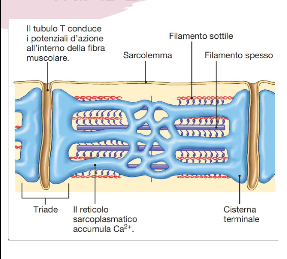 Il tubulo T conduce
i potenziali d'azione
all'interno della fibra
muscolare.
Sarcolemma
Filamento sottile
Filamento spesso
Triade
Il reticolo
sarcoplasmatico
accumula Ca²⁺.
Cisterna
terminale